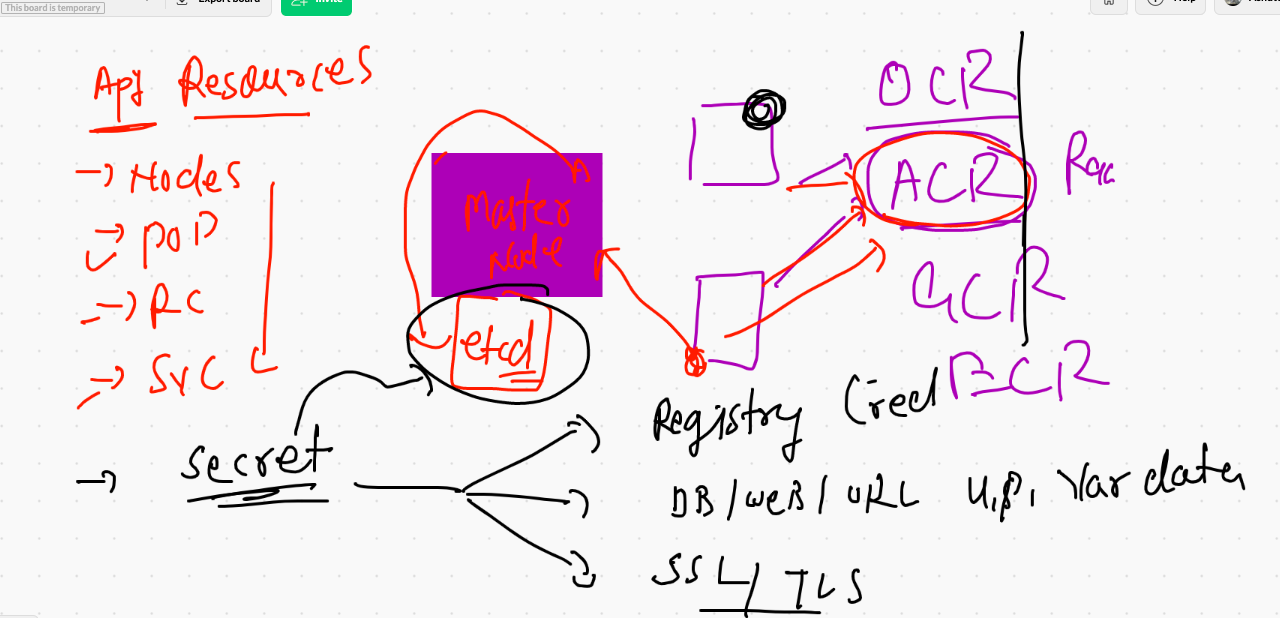 This board is temporary
Export board
Invite
Help
Api Resources
→ Nodes
→ POD
→ RC
→ SVC
→ secret
Master
Node
etcd
OCR
ACR
GCR
ECR
Registry Cred
DB/WEB/URL U,P, Var data
SSL/TLS